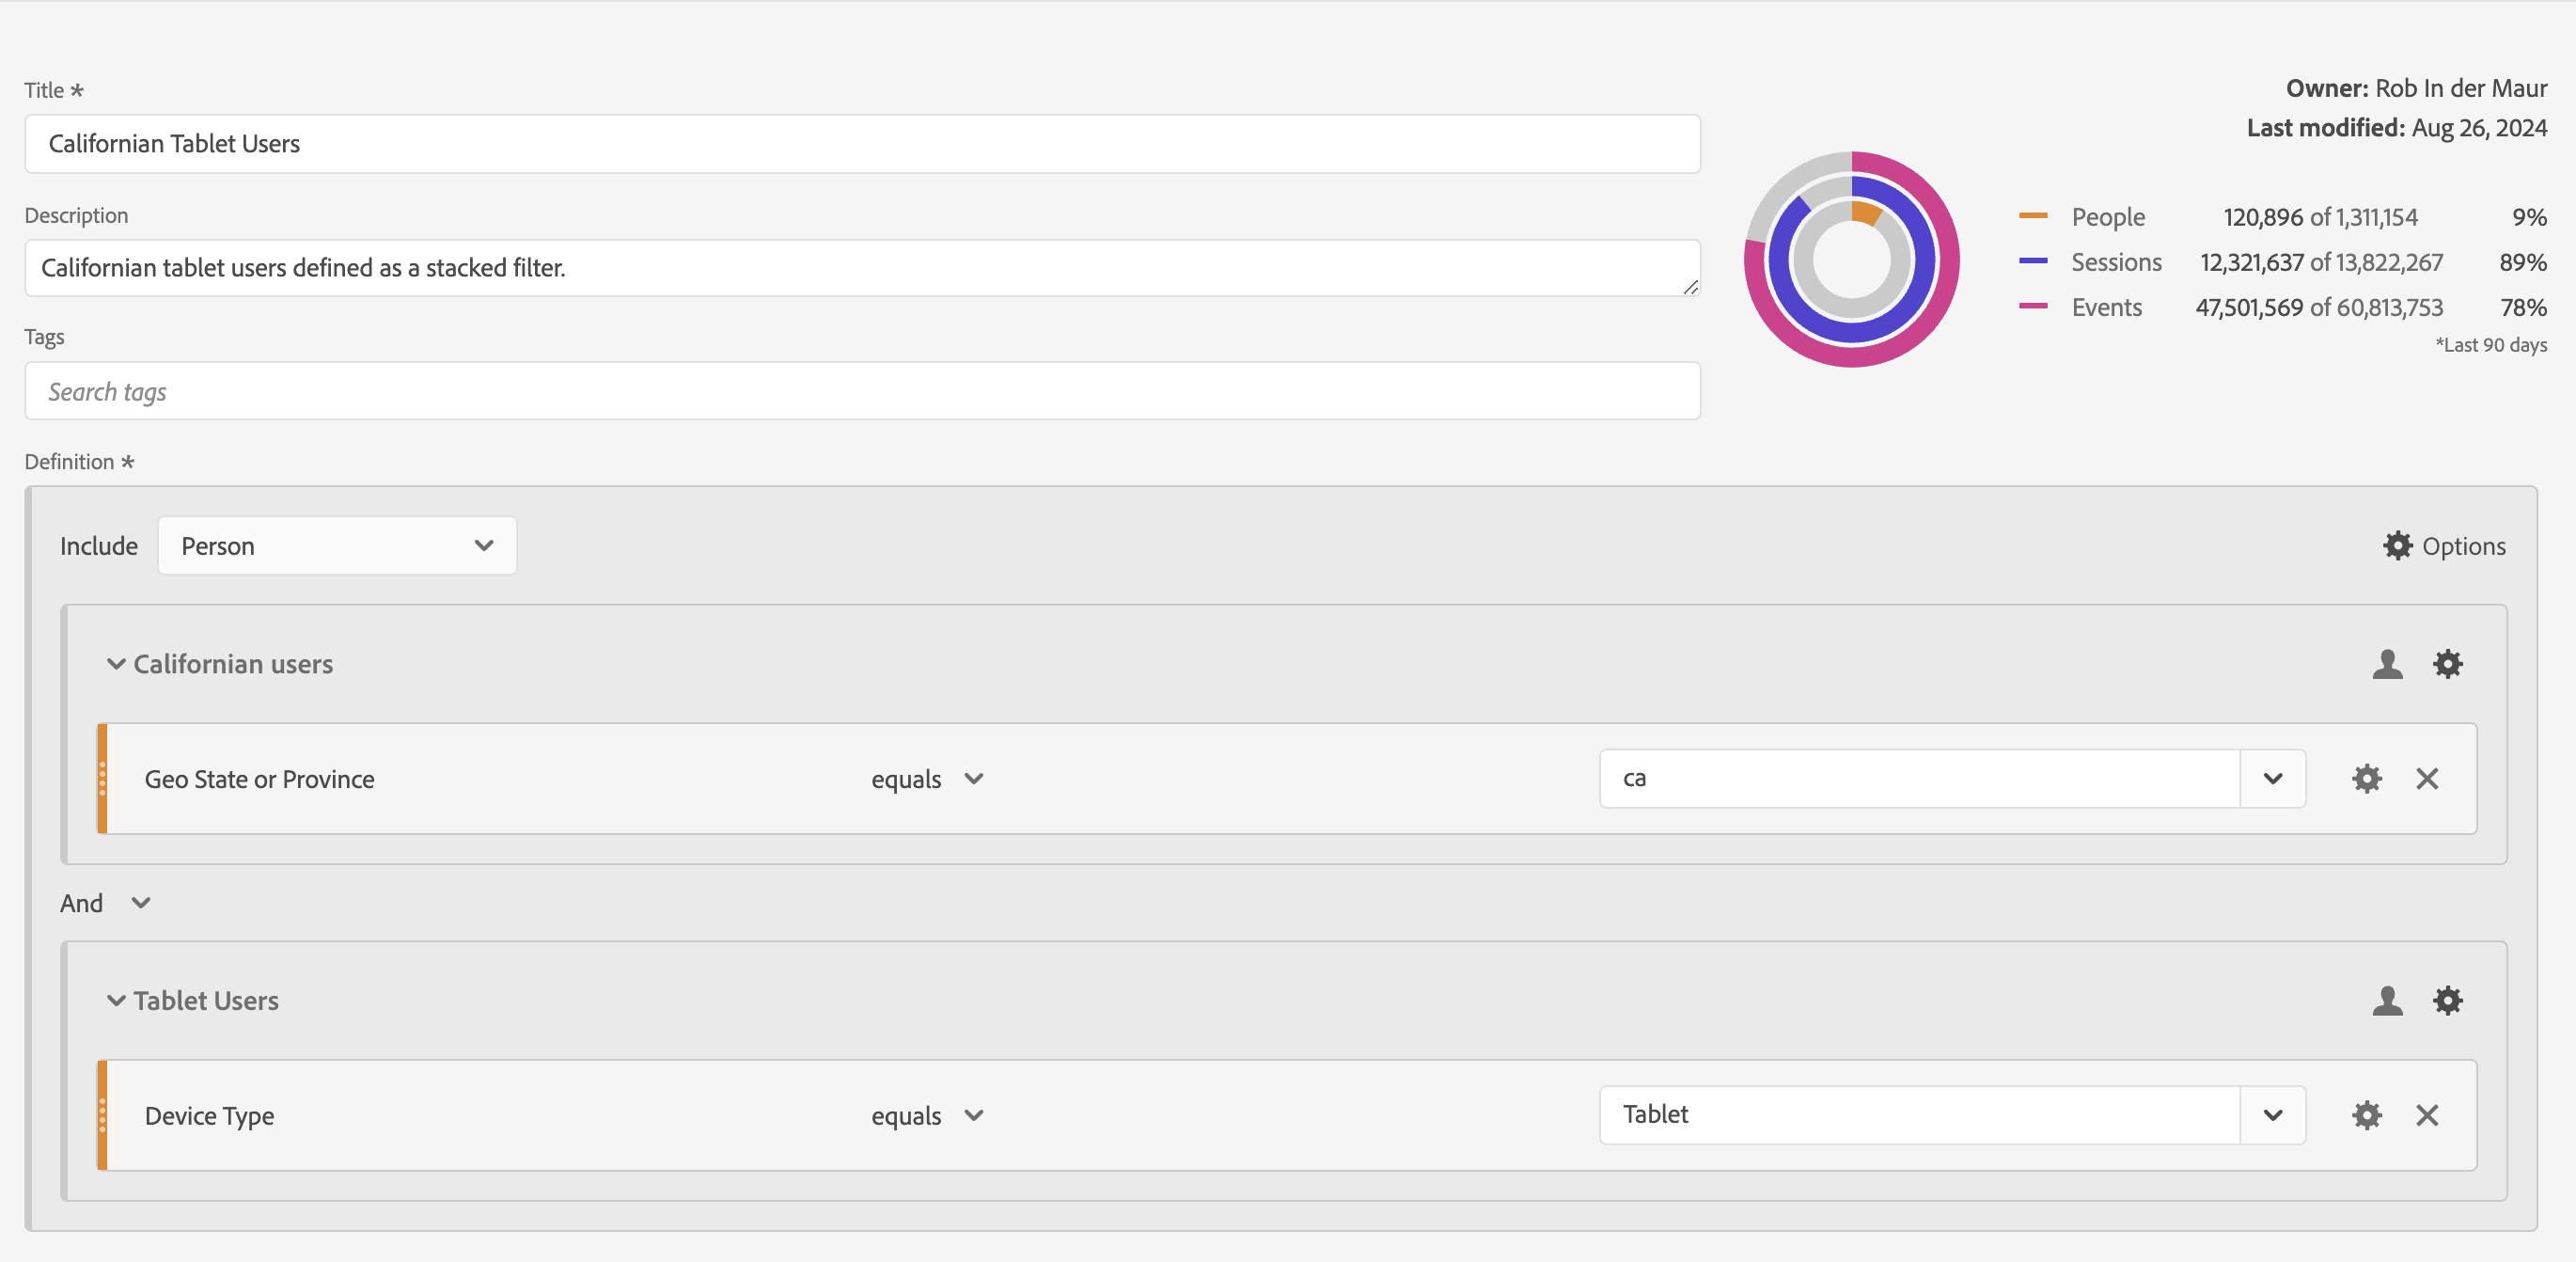 Title *
Californian Tablet Users
Description
Californian tablet users defined as a stacked filter.
Tags
Search tags
Owner: Rob In der Maur
Last modified: Aug 26, 2024
People 120,896 of 1,311,154 9%
Sessions 12,321,637 of 13,822,267 89%
Events 47,501,569 of 60,813,753 78%
*Last 90 days
Definition *
Include Person Options
Californian users
Geo State or Province equals ca
And
Tablet Users
Device Type equals Tablet